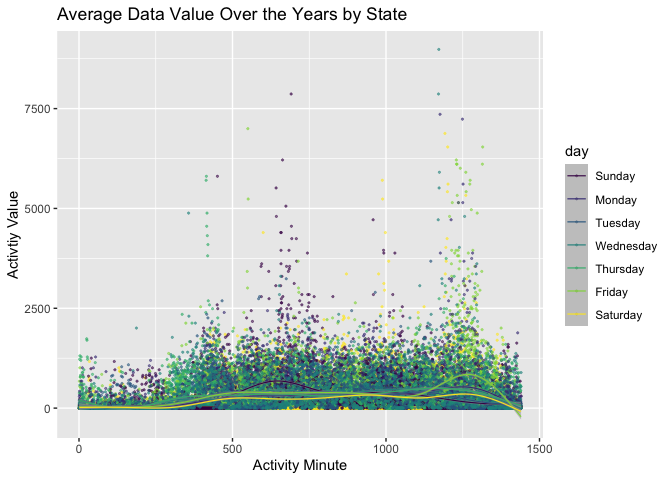 Average Data Value Over the Years by State
7500
5000
2500
0
Activtiy Value
0
500
1000
1500
Activity Minute
day
Sunday
Monday
Tuesday
Wednesday
Thursday
Friday
Saturday